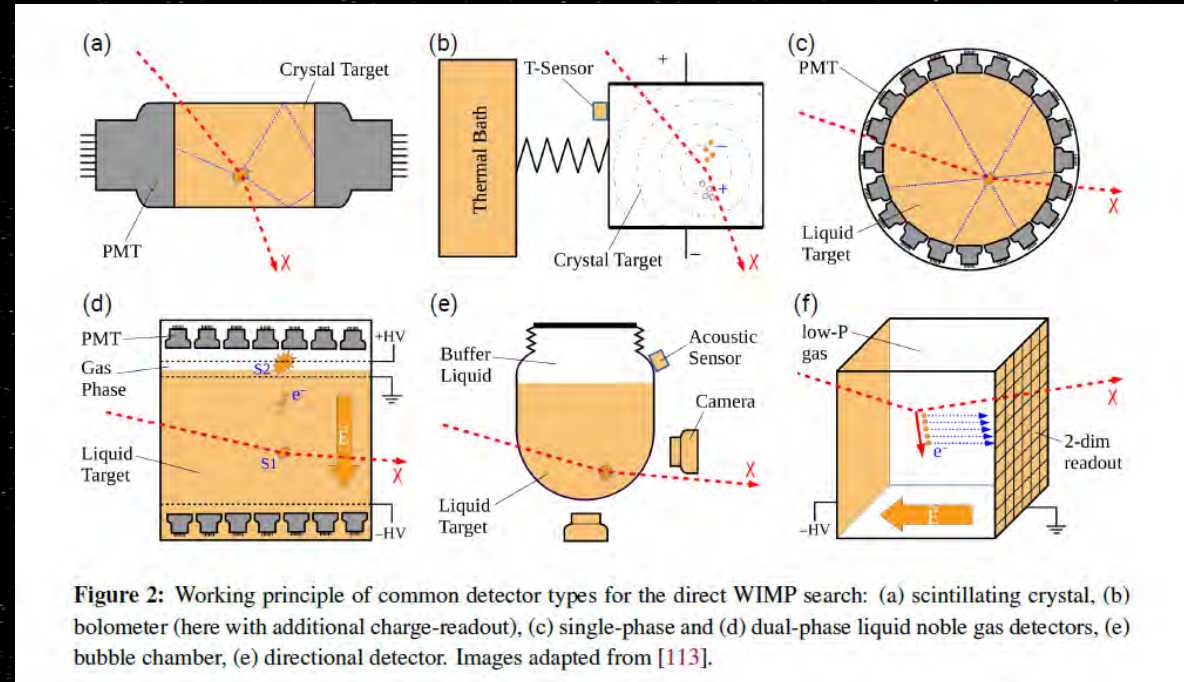 (a)
Crystal Target
PMT
X
(b)
T-Sensor
+
Thermal Bath
−
+
Crystal Target
−
X
(c)
PMT
Liquid
Target
X
(d)
PMT
+HV
Gas
Phase
S2
e⁻
E
Liquid
Target
S1
X
−HV
(e)
Buffer
Liquid
Acoustic
Sensor
Camera
X
Liquid
Target
(f)
low-P
gas
X
e⁻
2-dim
readout
−HV
E
Figure 2: Working principle of common detector types for the direct WIMP search: (a) scintillating crystal, (b)
bolometer (here with additional charge-readout), (c) single-phase and (d) dual-phase liquid noble gas detectors, (e)
bubble chamber, (e) directional detector. Images adapted from [113].